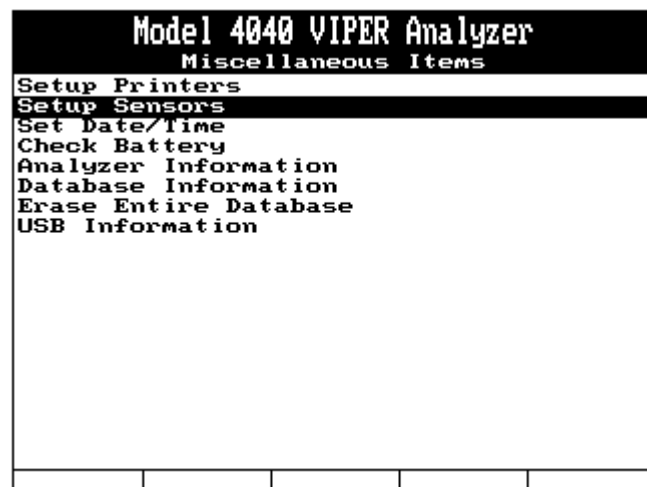 Model 4040 VIPER Analyzer
Miscellaneous Items
Setup Printers
Setup Sensors
Set Date/Time
Check Battery
Analyzer Information
Database Information
Erase Entire Database
USB Information